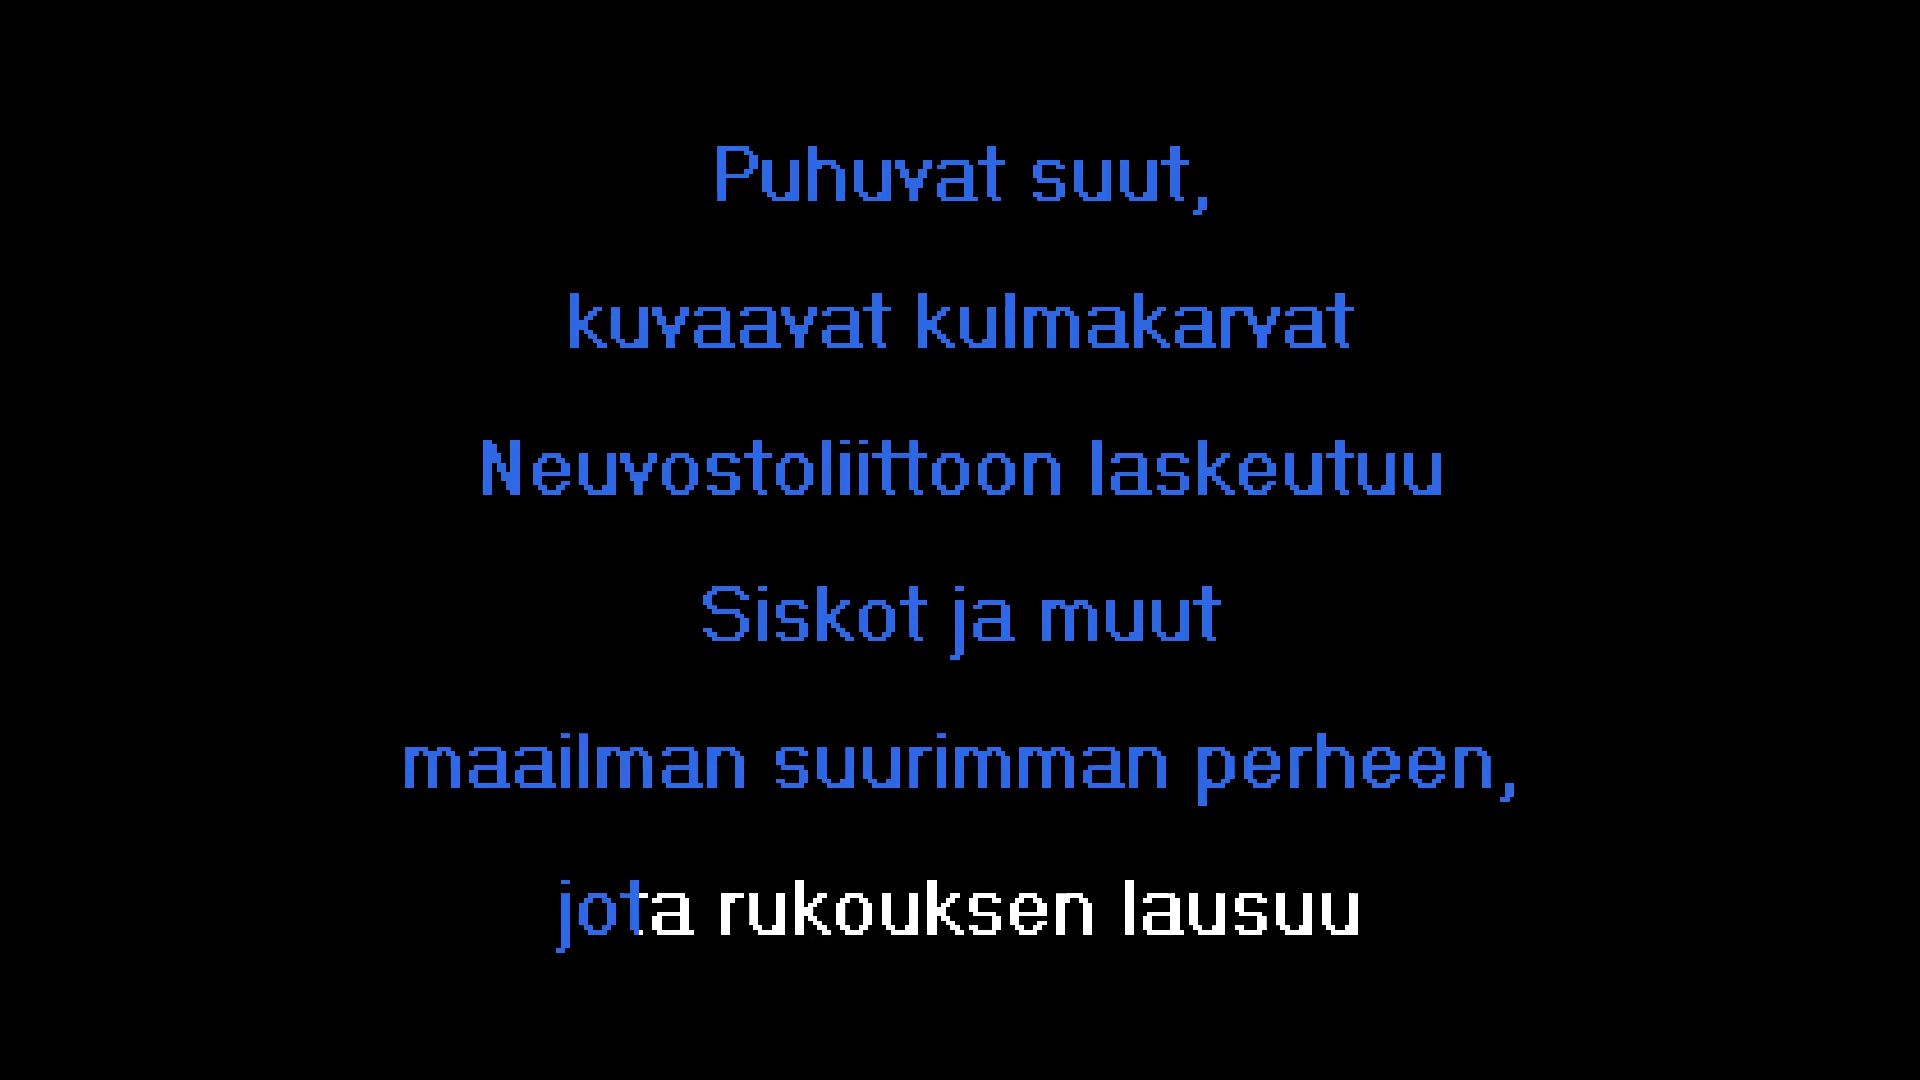 Puhuvat suut,
kuvaavat kulmakarvat
Neuvostoliittoon laskeutuu
Siskot ja muut
maailman suurimman perheen,
jota rukouksen lausuu